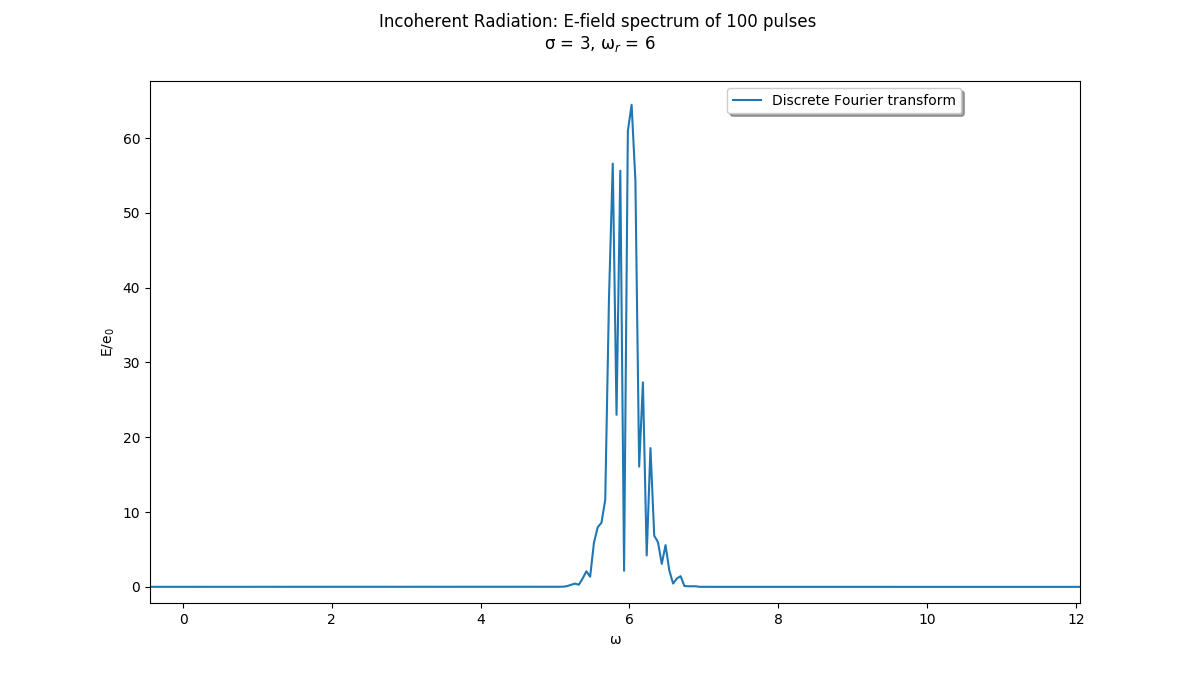 Incoherent Radiation: E-field spectrum of 100 pulses
σ = 3, ωᵣ = 6
Discrete Fourier transform
60
50
40
30
20
10
0
E/e₀
0 2 4 6 8 10 12
ω